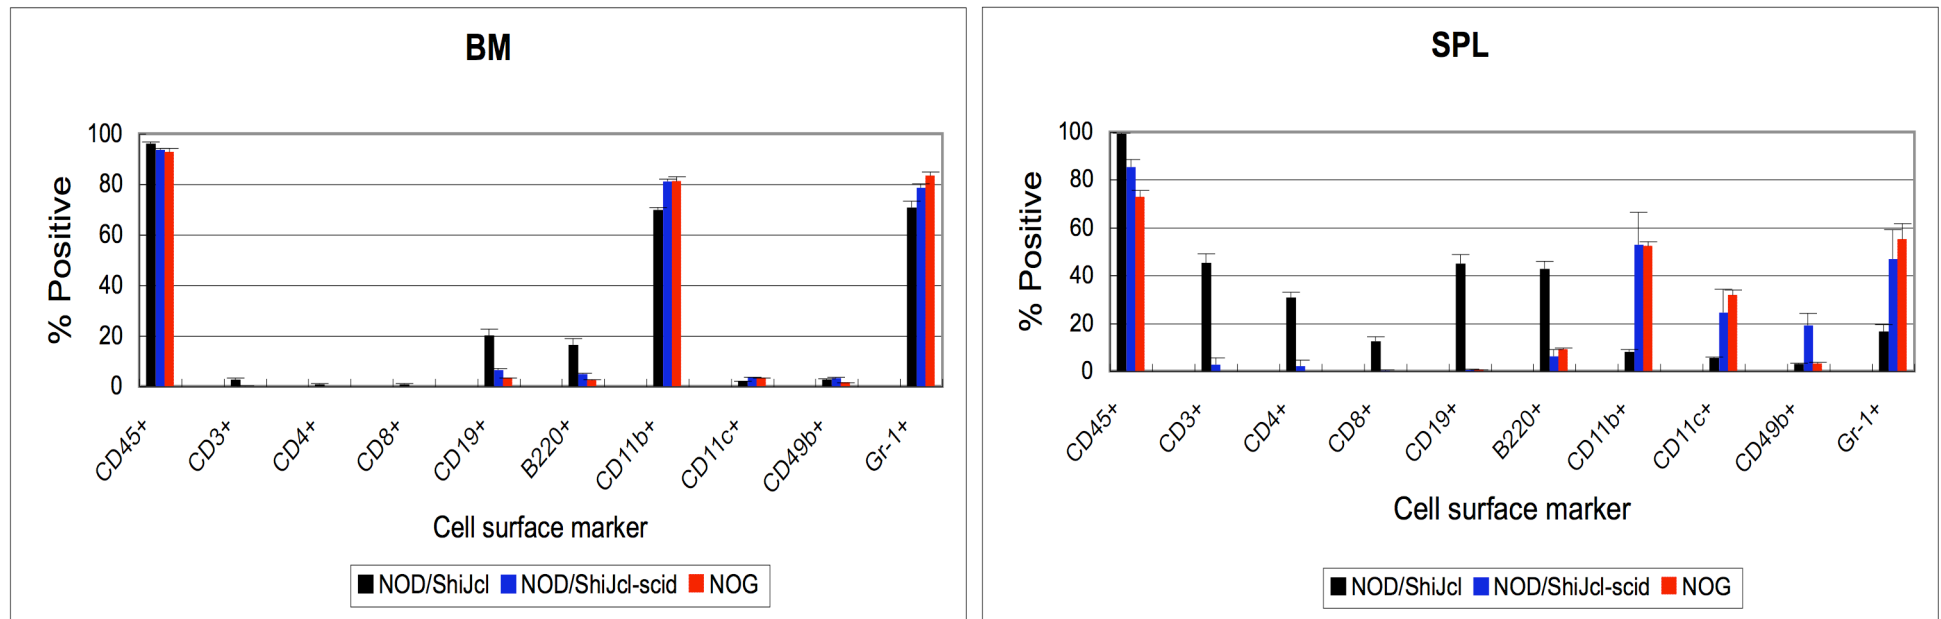 BM
% Positive
100
80
60
40
20
0
CD45+
CD3+
CD4+
CD8+
CD19+
B220+
CD11b+
CD11c+
CD49b+
Gr-1+
Cell surface marker
NOD/ShiJcl NOD/ShiJcl-scid NOG
SPL
% Positive
100
80
60
40
20
0
CD45+
CD3+
CD4+
CD8+
CD19+
B220+
CD11b+
CD11c+
CD49b+
Gr-1+
Cell surface marker
NOD/ShiJcl NOD/ShiJcl-scid NOG